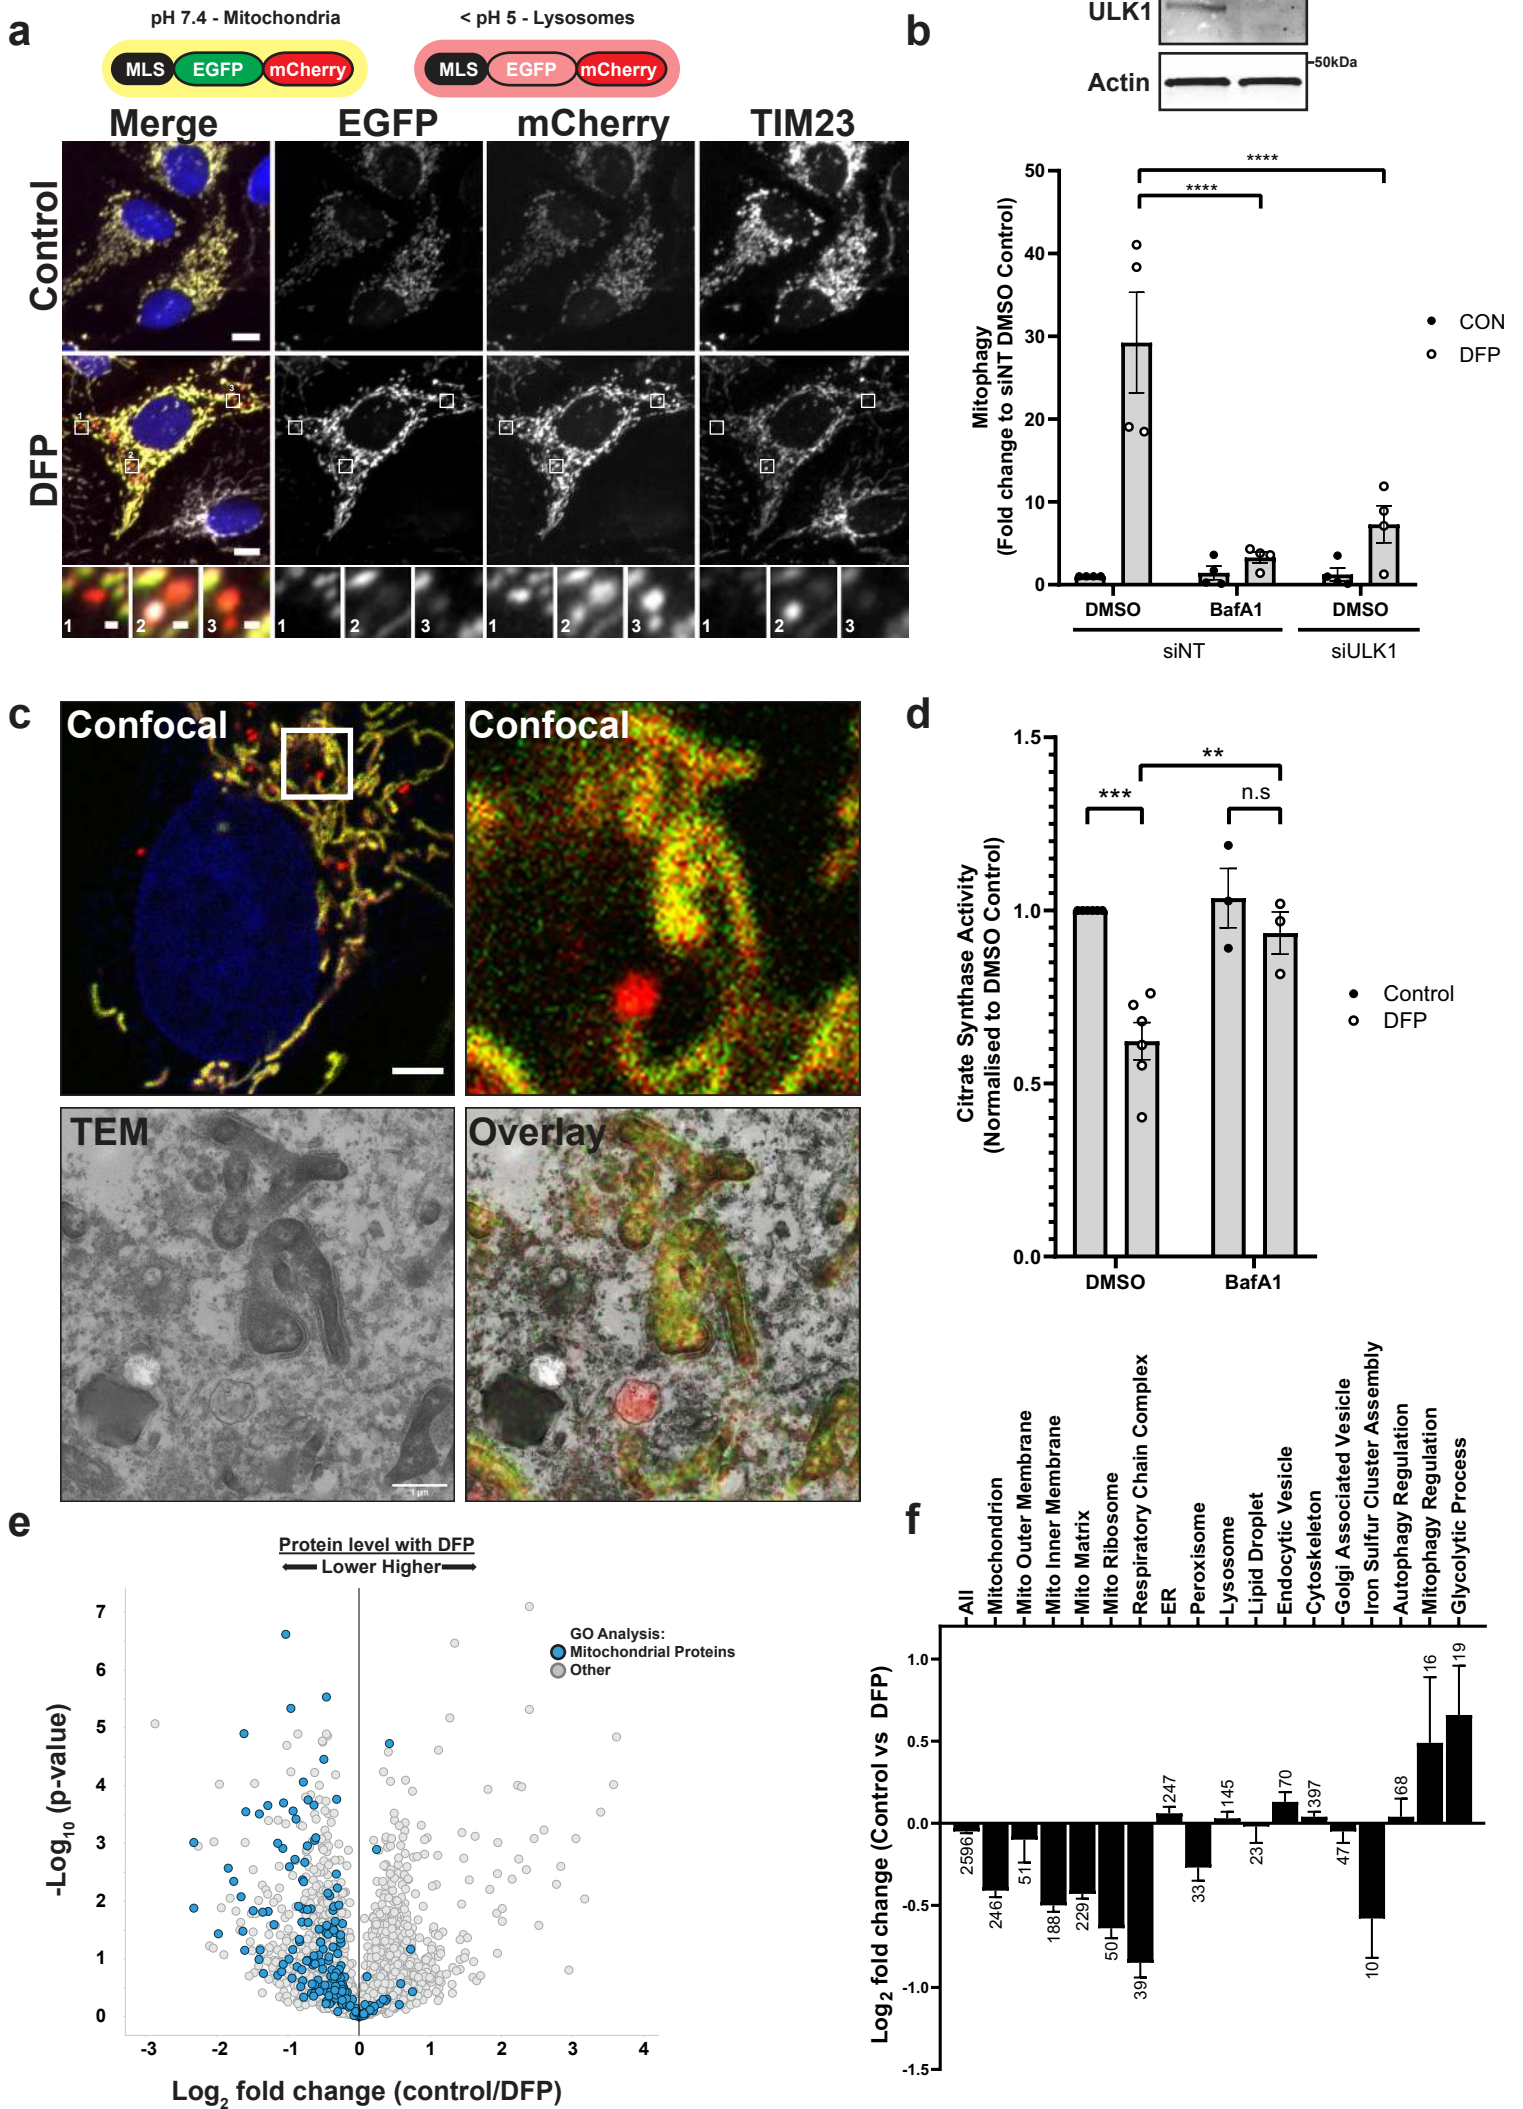 a
pH 7.4 - Mitochondria
< pH 5 - Lysosomes
MLS EGFP mCherry
MLS EGFP mCherry
Merge EGFP mCherry TIM23
Control
DFP
1
2
3
1 2 3 1 2 3 1 2 3 1 2 3
b
ULK1
Actin
50kDa
Mitophagy
(Fold change to siNT DMSO Control)
50
40
30
20
10
0
****
****
CON
DFP
DMSO BafA1 DMSO
siNT siULK1
c
Confocal
Confocal
TEM
Overlay
1 µm
d
Citrate Synthase Activity
(Normalised to DMSO Control)
1.5
1.0
0.5
0.0
**
***
n.s
Control
DFP
DMSO BafA1
e
Protein level with DFP
Lower Higher
GO Analysis:
Mitochondrial Proteins
Other
-Log10 (p-value)
7
6
5
4
3
2
1
0
-3 -2 -1 0 1 2 3 4
Log2 fold change (control/DFP)
f
All
Mitochondrion
Mito Outer Membrane
Mito Inner Membrane
Mito Matrix
Mito Ribosome
Respiratory Chain Complex
ER
Peroxisome
Lysosome
Lipid Droplet
Endocytic Vesicle
Cytoskeleton
Golgi Associated Vesicle
Iron Sulfur Cluster Assembly
Autophagy Regulation
Mitophagy Regulation
Glycolytic Process
Log2 fold change (Control vs DFP)
1.0
0.5
0.0
-0.5
-1.0
-1.5
2596
246
51
188
229
50
39
247
33
145
23
70
397
47
10
68
16
19